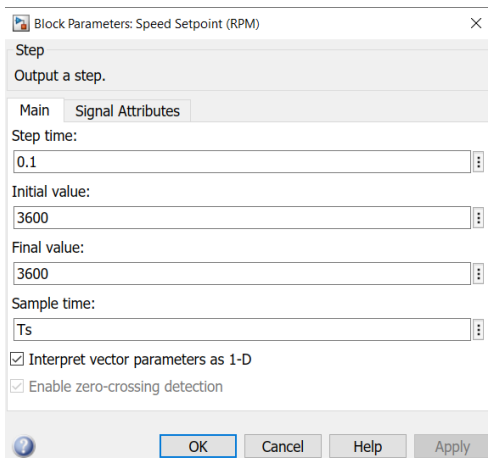 Block Parameters: Speed Setpoint (RPM)
Step
Output a step.
Main Signal Attributes
Step time:
0.1
Initial value:
3600
Final value:
3600
Sample time:
Ts
Interpret vector parameters as 1-D
Enable zero-crossing detection
OK Cancel Help Apply